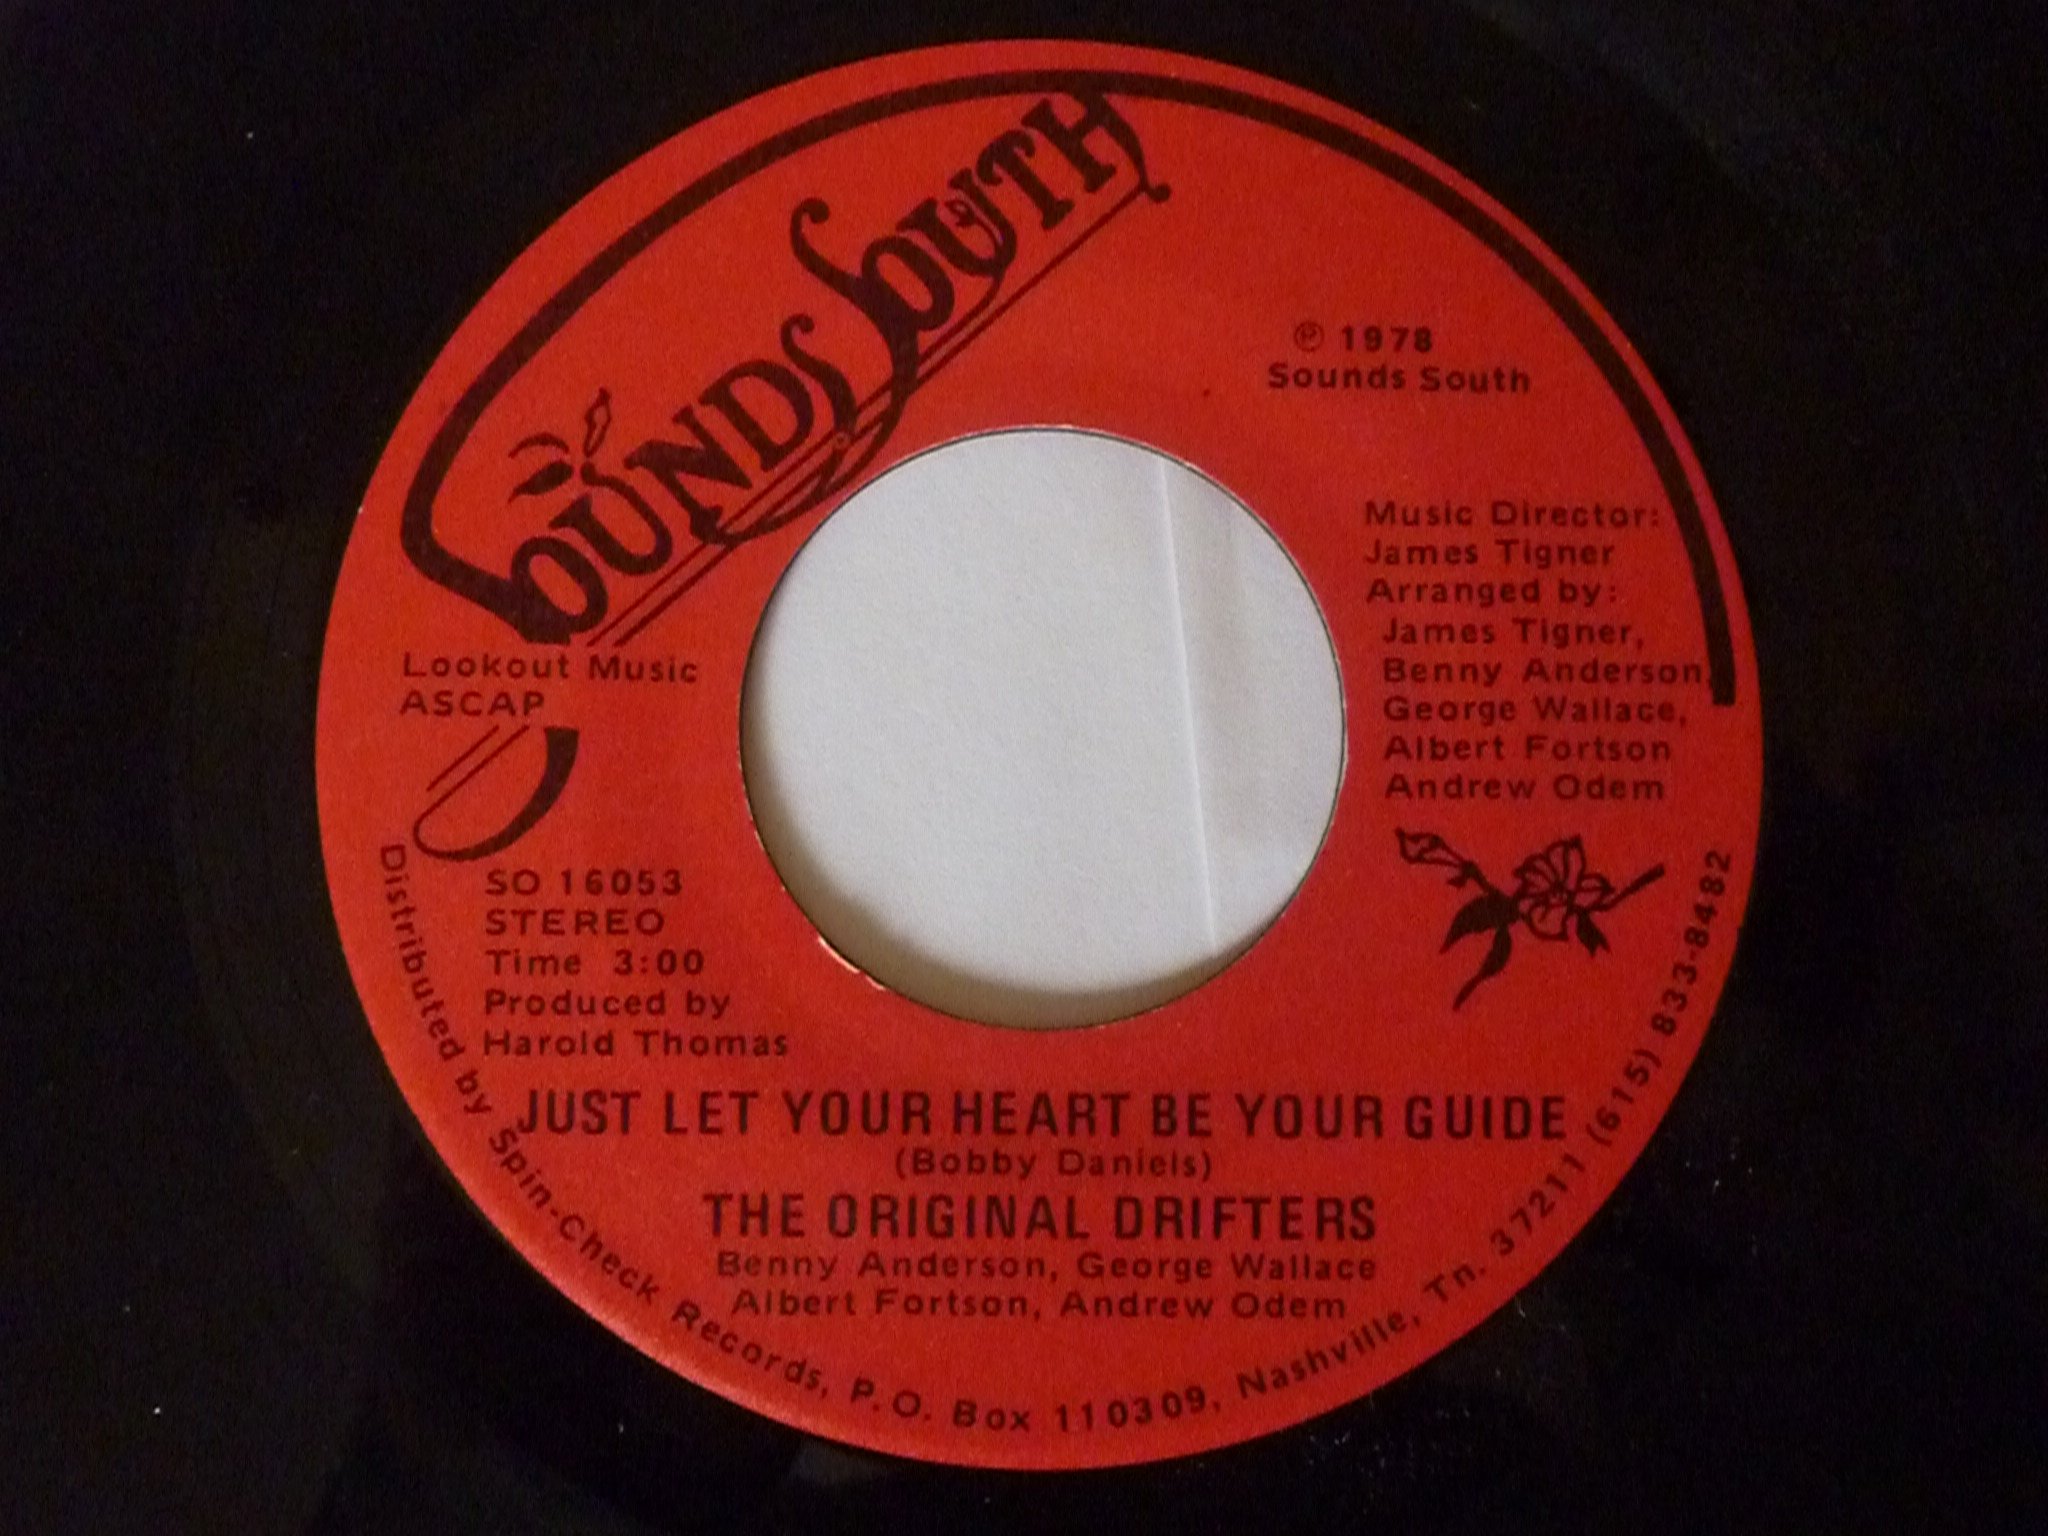 SOUNDS SOUTH
℗ 1978
Sounds South
Music Director:
James Tigner
Arranged by:
James Tigner,
Benny Anderson,
George Wallace,
Albert Fortson
Andrew Odem
Lookout Music
ASCAP
SO 16053
STEREO
Time 3:00
Produced by
Harold Thomas
JUST LET YOUR HEART BE YOUR GUIDE
(Bobby Daniels)
THE ORIGINAL DRIFTERS
Benny Anderson, George Wallace
Albert Fortson, Andrew Odem
Distributed by Spin-Check Records, P.O. Box 110309, Nashville, Tn. 37211 (615) 833-8482